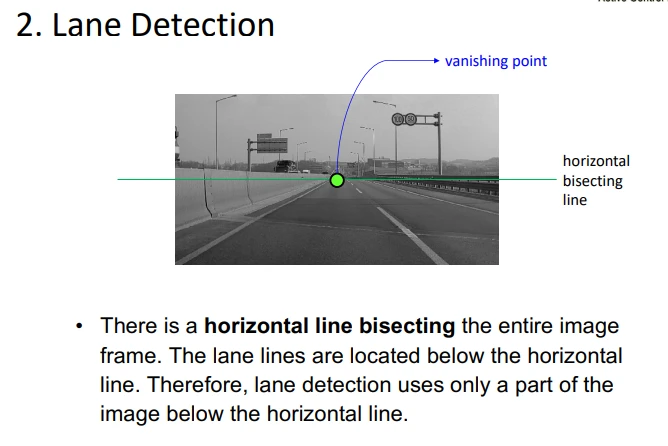 2. Lane Detection
vanishing point
horizontal
bisecting
line
• There is a horizontal line bisecting the entire image
frame. The lane lines are located below the horizontal
line. Therefore, lane detection uses only a part of the
image below the horizontal line.